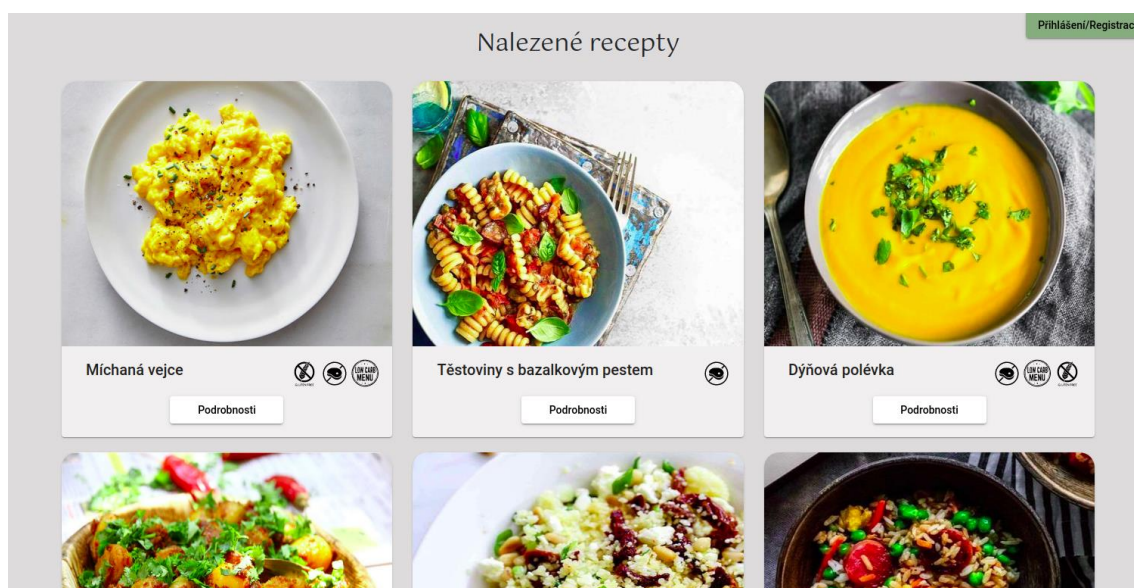 Přihlášení/Registrac
Nalezené recepty
Míchaná vejce
LOW CARB
MENU
Podrobnosti
Těstoviny s bazalkovým pestem
Podrobnosti
Dýňová polévka
LOW CARB
MENU
Podrobnosti